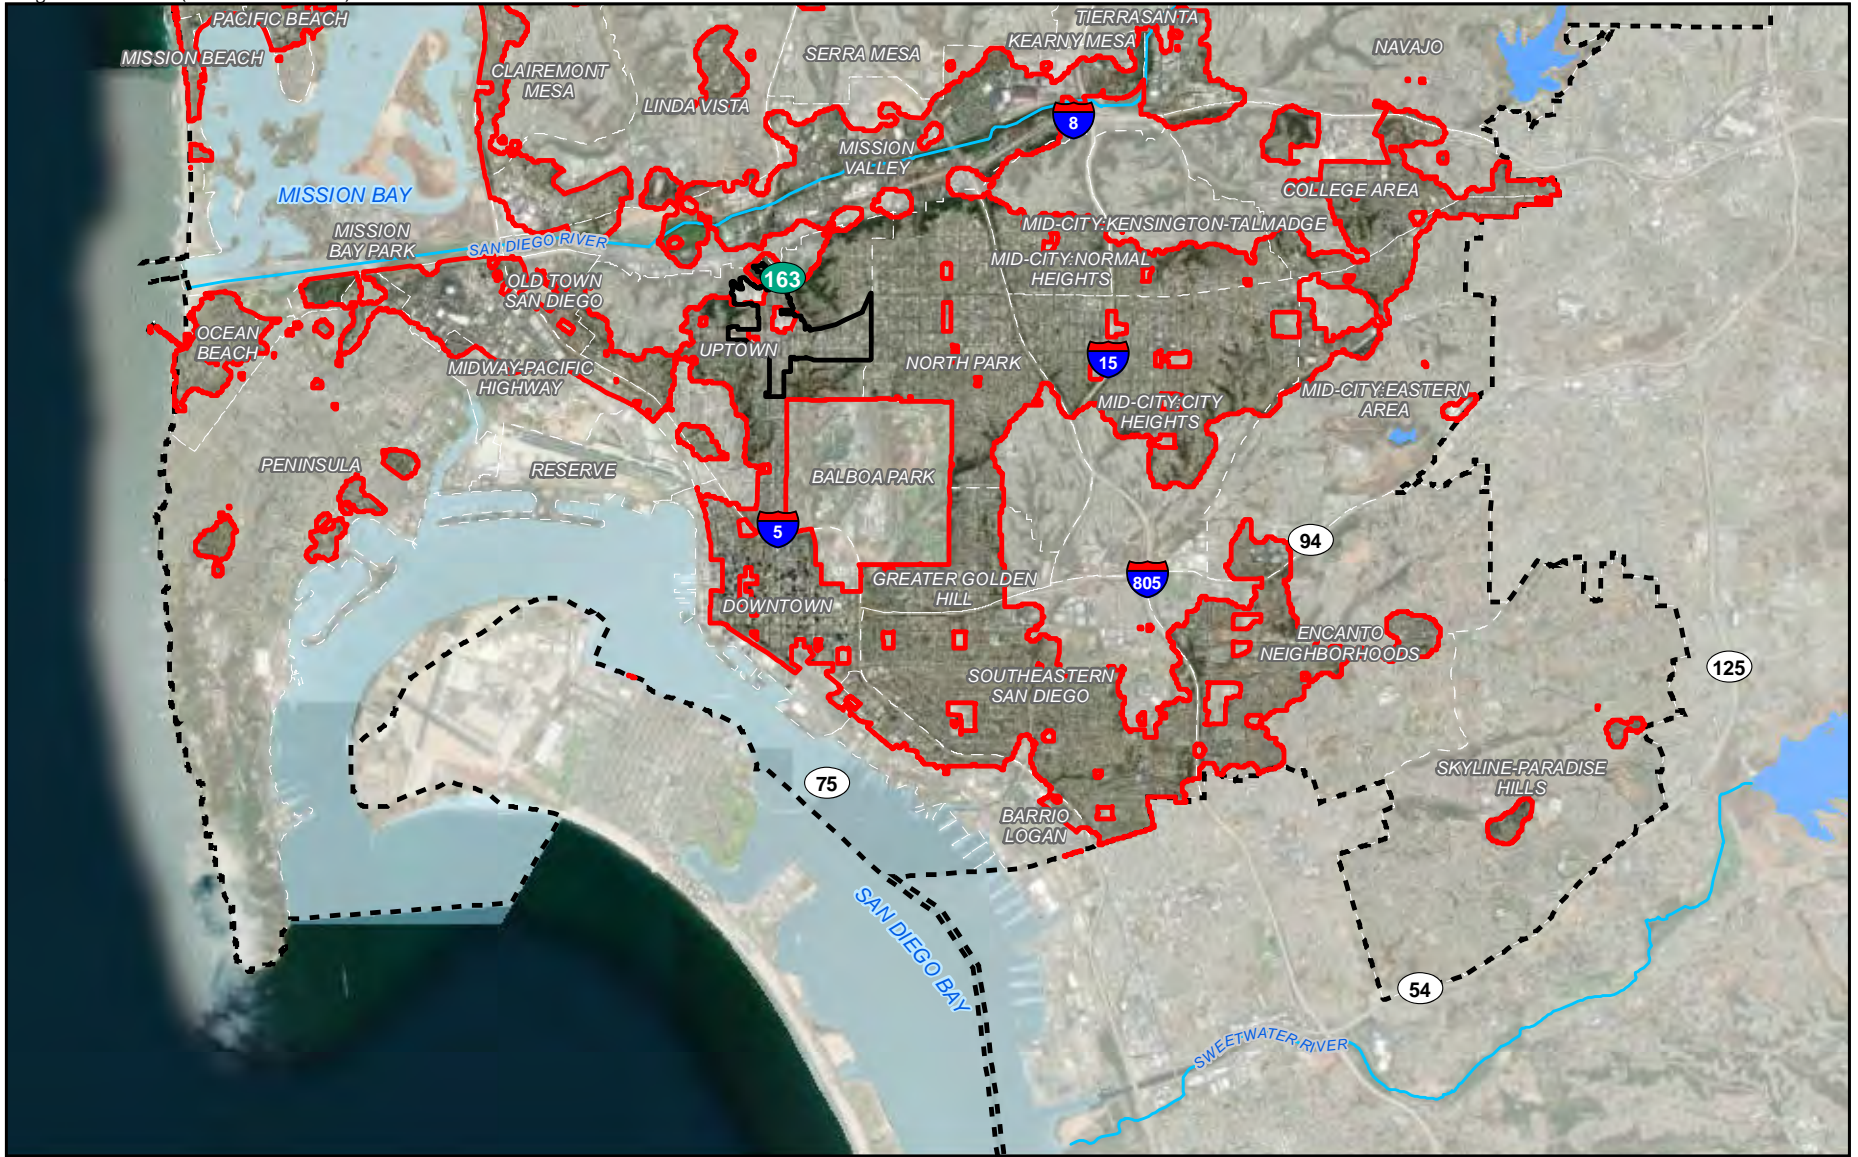 PACIFIC BEACH
TIERRASANTA
KEARNY MESA
NAVAJO
MISSION BEACH
SERRA MESA
CLAIREMONT
MESA
LINDA VISTA
8
MISSION
VALLEY
MISSION BAY
COLLEGE AREA
MISSION
BAY PARK
SAN DIEGO RIVER
MID-CITY:KENSINGTON-TALMADGE
MID-CITY:NORMAL
HEIGHTS
163
OLD TOWN
SAN DIEGO
OCEAN
BEACH
UPTOWN
NORTH PARK
15
MIDWAY-PACIFIC
HIGHWAY
MID-CITY:CITY
HEIGHTS
MID-CITY:EASTERN
AREA
PENINSULA
RESERVE
BALBOA PARK
5
94
805
GREATER GOLDEN
HILL
DOWNTOWN
ENCANTO
NEIGHBORHOODS
125
SOUTHEASTERN
SAN DIEGO
75
SKYLINE-PARADISE
HILLS
BARRIO
LOGAN
SAN DIEGO BAY
54
SWEETWATER RIVER